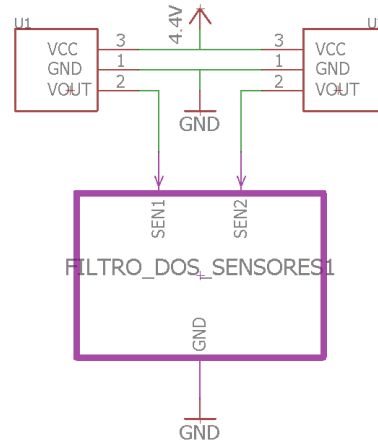 U1
4.4V
VCC 3
GND 1
VOUT 2
3 VCC
1 GND
2 VOUT
GND
SEN1
SEN2
FILTRO_DOS_SENSORES1
GND
GND